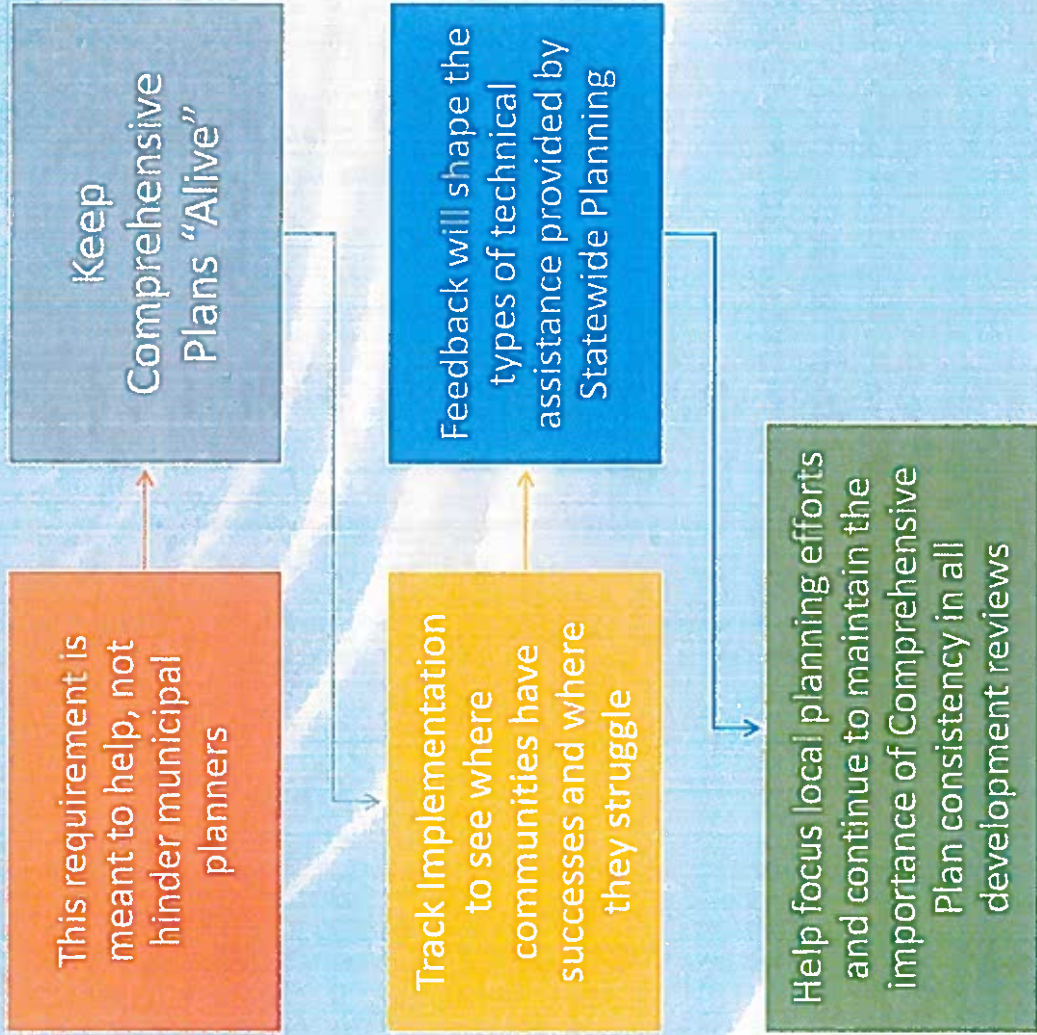 This requirement is
meant to help, not
hinder municipal
planners
Keep
Comprehensive
Plans “Alive”
Track Implementation
to see where
communities have
successes and where
they struggle
Feedback will shape the
types of technical
assistance provided by
Statewide Planning
Help focus local planning efforts
and continue to maintain the
importance of Comprehensive
Plan consistency in all
development reviews